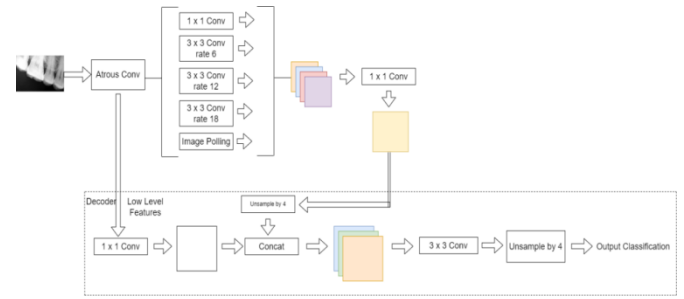 1 x 1 Conv
3 x 3 Conv
rate 6
Atrous Conv
3 x 3 Conv
rate 12
1 x 1 Conv
3 x 3 Conv
rate 18
Image Polling
Decoder
Low Level
Features
Unsample by 4
1 x 1 Conv
Concat
3 x 3 Conv
Unsample by 4
Output Classification